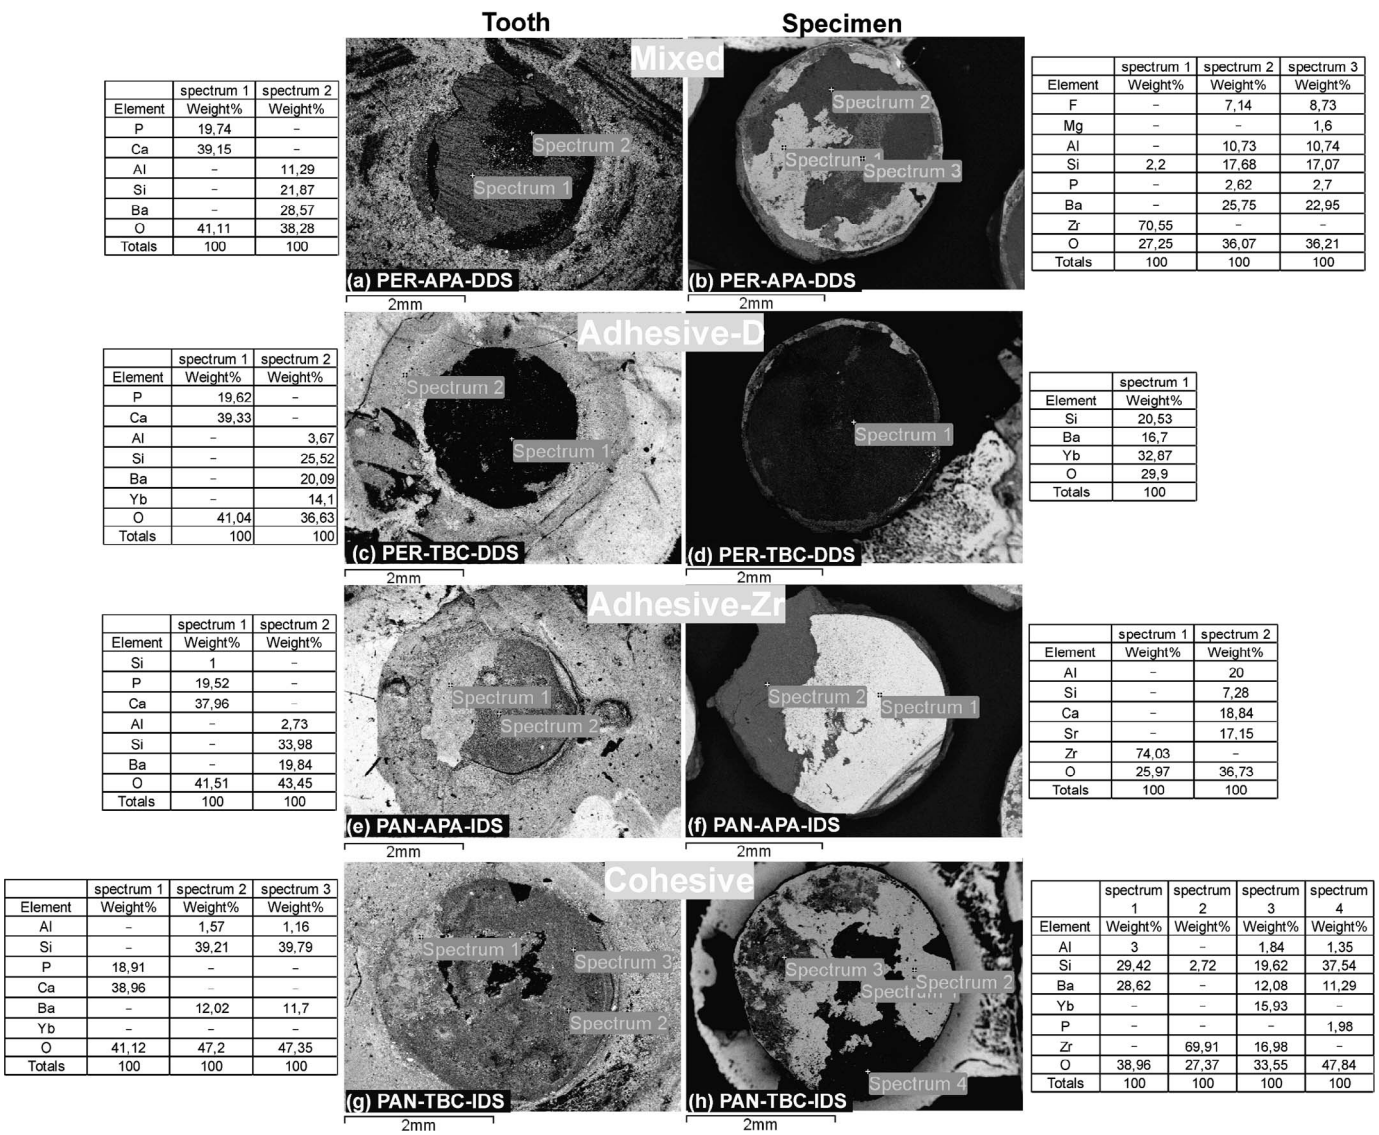 Tooth Specimen
Mixed
spectrum 1 spectrum 2
Element Weight% Weight%
P 19,74 –
Ca 39,15 –
Al – 11,29
Si – 21,87
Ba – 28,57
O 41,11 38,28
Totals 100 100
Spectrum 2
Spectrum 1
(a) PER-APA-DDS
2mm
Spectrum 2
Spectrum 1
Spectrum 3
(b) PER-APA-DDS
2mm
spectrum 1 spectrum 2 spectrum 3
Element Weight% Weight% Weight%
F – 7,14 8,73
Mg – – 1,6
Al – 10,73 10,74
Si 2,2 17,68 17,07
P – 2,62 2,7
Ba – 25,75 22,95
Zr 70,55 – –
O 27,25 36,07 36,21
Totals 100 100 100
Adhesive-D
spectrum 1 spectrum 2
Element Weight% Weight%
P 19,62 –
Ca 39,33 –
Al – 3,67
Si – 25,52
Ba – 20,09
Yb – 14,1
O 41,04 36,63
Totals 100 100
Spectrum 2
Spectrum 1
(c) PER-TBC-DDS
2mm
Spectrum 1
(d) PER-TBC-DDS
2mm
spectrum 1
Element Weight%
Si 20,53
Ba 16,7
Yb 32,87
O 29,9
Totals 100
Adhesive-Zr
spectrum 1 spectrum 2
Element Weight% Weight%
Si 1 –
P 19,52 –
Ca 37,96 –
Al – 2,73
Si – 33,98
Ba – 19,84
O 41,51 43,45
Totals 100 100
Spectrum 1
Spectrum 2
(e) PAN-APA-IDS
2mm
Spectrum 2
Spectrum 1
(f) PAN-APA-IDS
2mm
spectrum 1 spectrum 2
Element Weight% Weight%
Al – 20
Si – 7,28
Ca – 18,84
Sr – 17,15
Zr 74,03 –
O 25,97 36,73
Totals 100 100
Cohesive
spectrum 1 spectrum 2 spectrum 3
Element Weight% Weight% Weight%
Al – 1,57 1,16
Si – 39,21 39,79
P 18,91 – –
Ca 38,96 – –
Ba – 12,02 11,7
Yb – – –
O 41,12 47,2 47,35
Totals 100 100 100
Spectrum 1
Spectrum 3
Spectrum 2
(g) PAN-TBC-IDS
2mm
Spectrum 3
Spectrum 2
Spectrum 1
Spectrum 4
(h) PAN-TBC-IDS
2mm
spectrum spectrum spectrum spectrum
1 2 3 4
Element Weight% Weight% Weight% Weight%
Al 3 – 1,84 1,35
Si 29,42 2,72 19,62 37,54
Ba 28,62 – 12,08 11,29
Yb – – 15,93 –
P – – – 1,98
Zr – 69,91 16,98 –
O 38,96 27,37 33,55 47,84
Totals 100 100 100 100